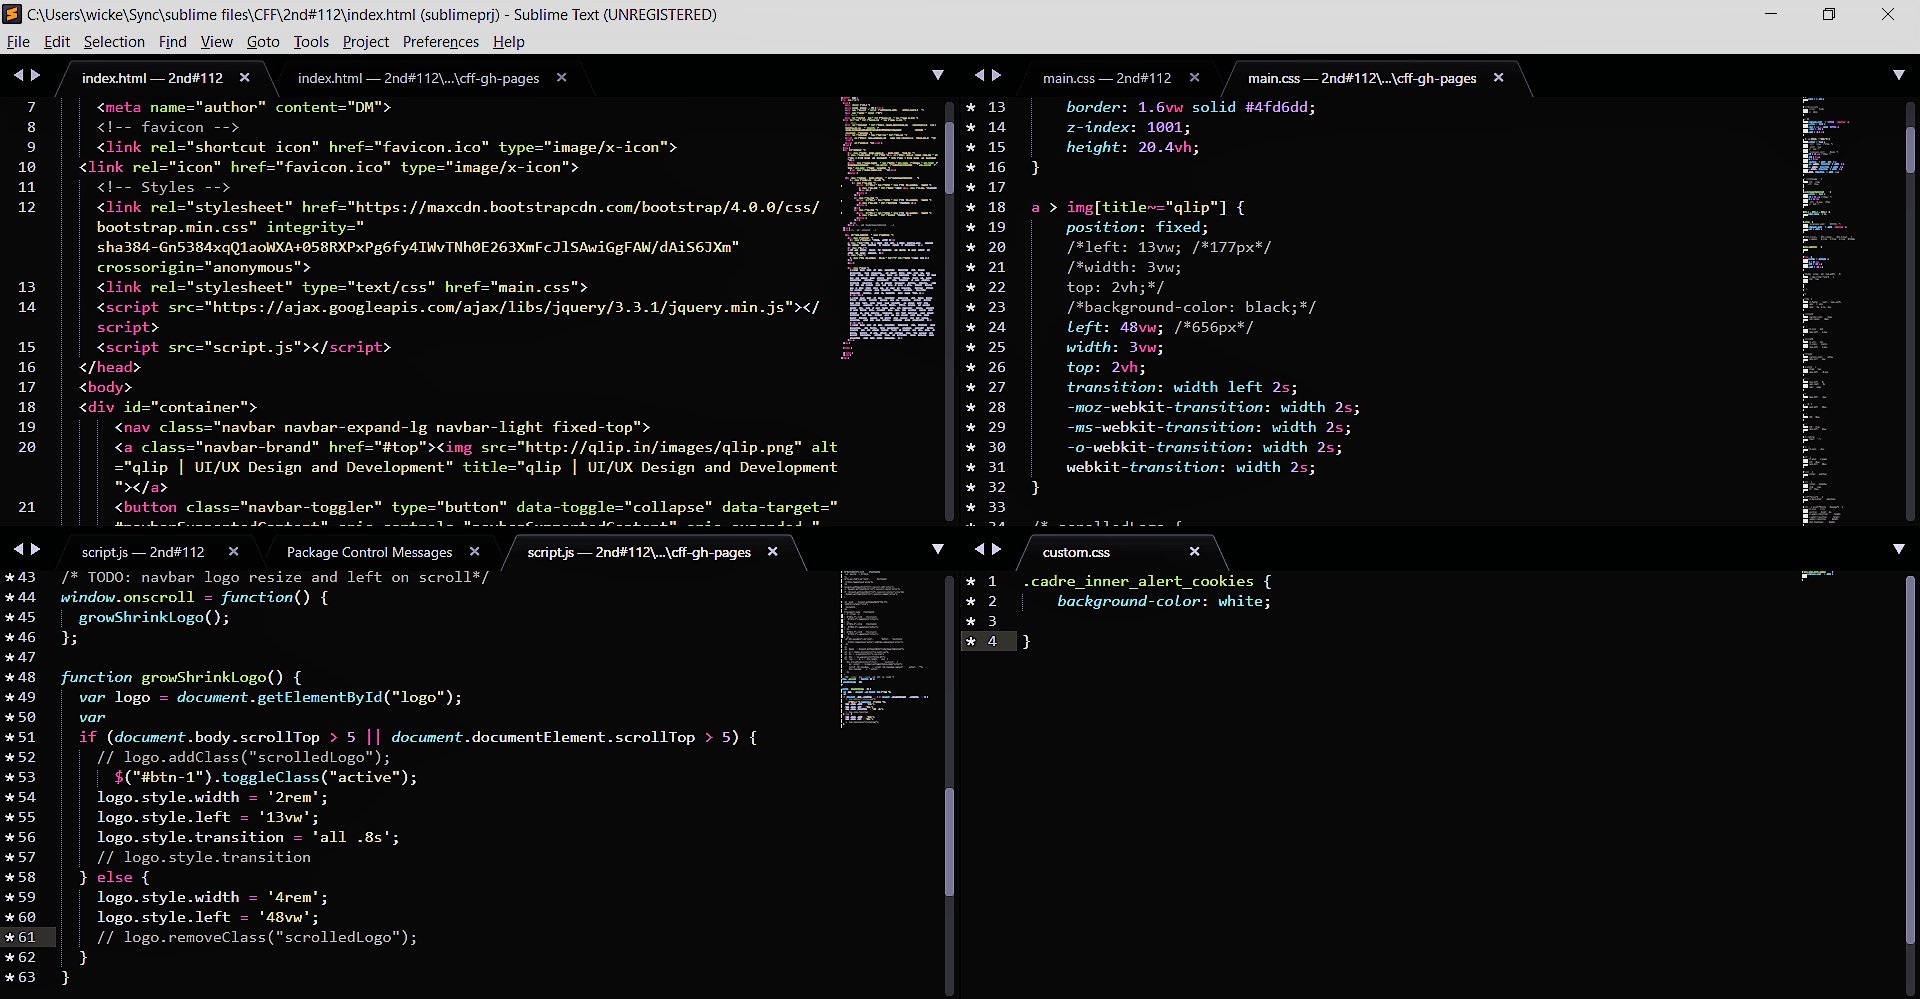 C:\Users\wicke\Sync\sublime files\CFF\2nd#112\index.html (sublimeprj) - Sublime Text (UNREGISTERED)
File Edit Selection Find View Goto Tools Project Preferences Help
index.html — 2nd#112 × index.html — 2nd#112\...\cff-gh-pages ×
7 <meta name="author" content="DM">
8 <!-- favicon -->
9 <link rel="shortcut icon" href="favicon.ico" type="image/x-icon">
10 <link rel="icon" href="favicon.ico" type="image/x-icon">
11 <!-- Styles -->
12 <link rel="stylesheet" href="https://maxcdn.bootstrapcdn.com/bootstrap/4.0.0/css/
bootstrap.min.css" integrity="
sha384-Gn5384xqQ1aoWXA+058RXPxPg6fy4IWvTNh0E263XmFcJlSAwiGgFAW/dAiS6JXm"
crossorigin="anonymous">
13 <link rel="stylesheet" type="text/css" href="main.css">
14 <script src="https://ajax.googleapis.com/ajax/libs/jquery/3.3.1/jquery.min.js"></
script>
15 <script src="script.js"></script>
16 </head>
17 <body>
18 <div id="container">
19 <nav class="navbar navbar-expand-lg navbar-light fixed-top">
20 <a class="navbar-brand" href="#top"><img src="http://qlip.in/images/qlip.png" alt
="qlip | UI/UX Design and Development" title="qlip | UI/UX Design and Development
"></a>
21 <button class="navbar-toggler" type="button" data-toggle="collapse" data-target="
main.css — 2nd#112 × main.css — 2nd#112\...\cff-gh-pages ×
* 13 border: 1.6vw solid #4fd6dd;
* 14 z-index: 1001;
* 15 height: 20.4vh;
* 16 }
* 17
* 18 a > img[title~="qlip"] {
* 19 position: fixed;
* 20 /*left: 13vw; /*177px*/
* 21 /*width: 3vw;
* 22 top: 2vh;*/
* 23 /*background-color: black;*/
* 24 left: 48vw; /*656px*/
* 25 width: 3vw;
* 26 top: 2vh;
* 27 transition: width left 2s;
* 28 -moz-webkit-transition: width 2s;
* 29 -ms-webkit-transition: width 2s;
* 30 -o-webkit-transition: width 2s;
* 31 webkit-transition: width 2s;
* 32 }
* 33
script.js — 2nd#112 × Package Control Messages × script.js — 2nd#112\...\cff-gh-pages ×
*43 /* TODO: navbar logo resize and left on scroll*/
*44 window.onscroll = function() {
*45 growShrinkLogo();
*46 };
*47
*48 function growShrinkLogo() {
*49 var logo = document.getElementById("logo");
*50 var
*51 if (document.body.scrollTop > 5 || document.documentElement.scrollTop > 5) {
*52 // logo.addClass("scrolledLogo");
*53 $("#btn-1").toggleClass("active");
*54 logo.style.width = '2rem';
*55 logo.style.left = '13vw';
*56 logo.style.transition = 'all .8s';
*57 // logo.style.transition
*58 } else {
*59 logo.style.width = '4rem';
*60 logo.style.left = '48vw';
*61 // logo.removeClass("scrolledLogo");
*62 }
*63 }
custom.css ×
* 1 .cadre_inner_alert_cookies {
* 2 background-color: white;
* 3
* 4 }